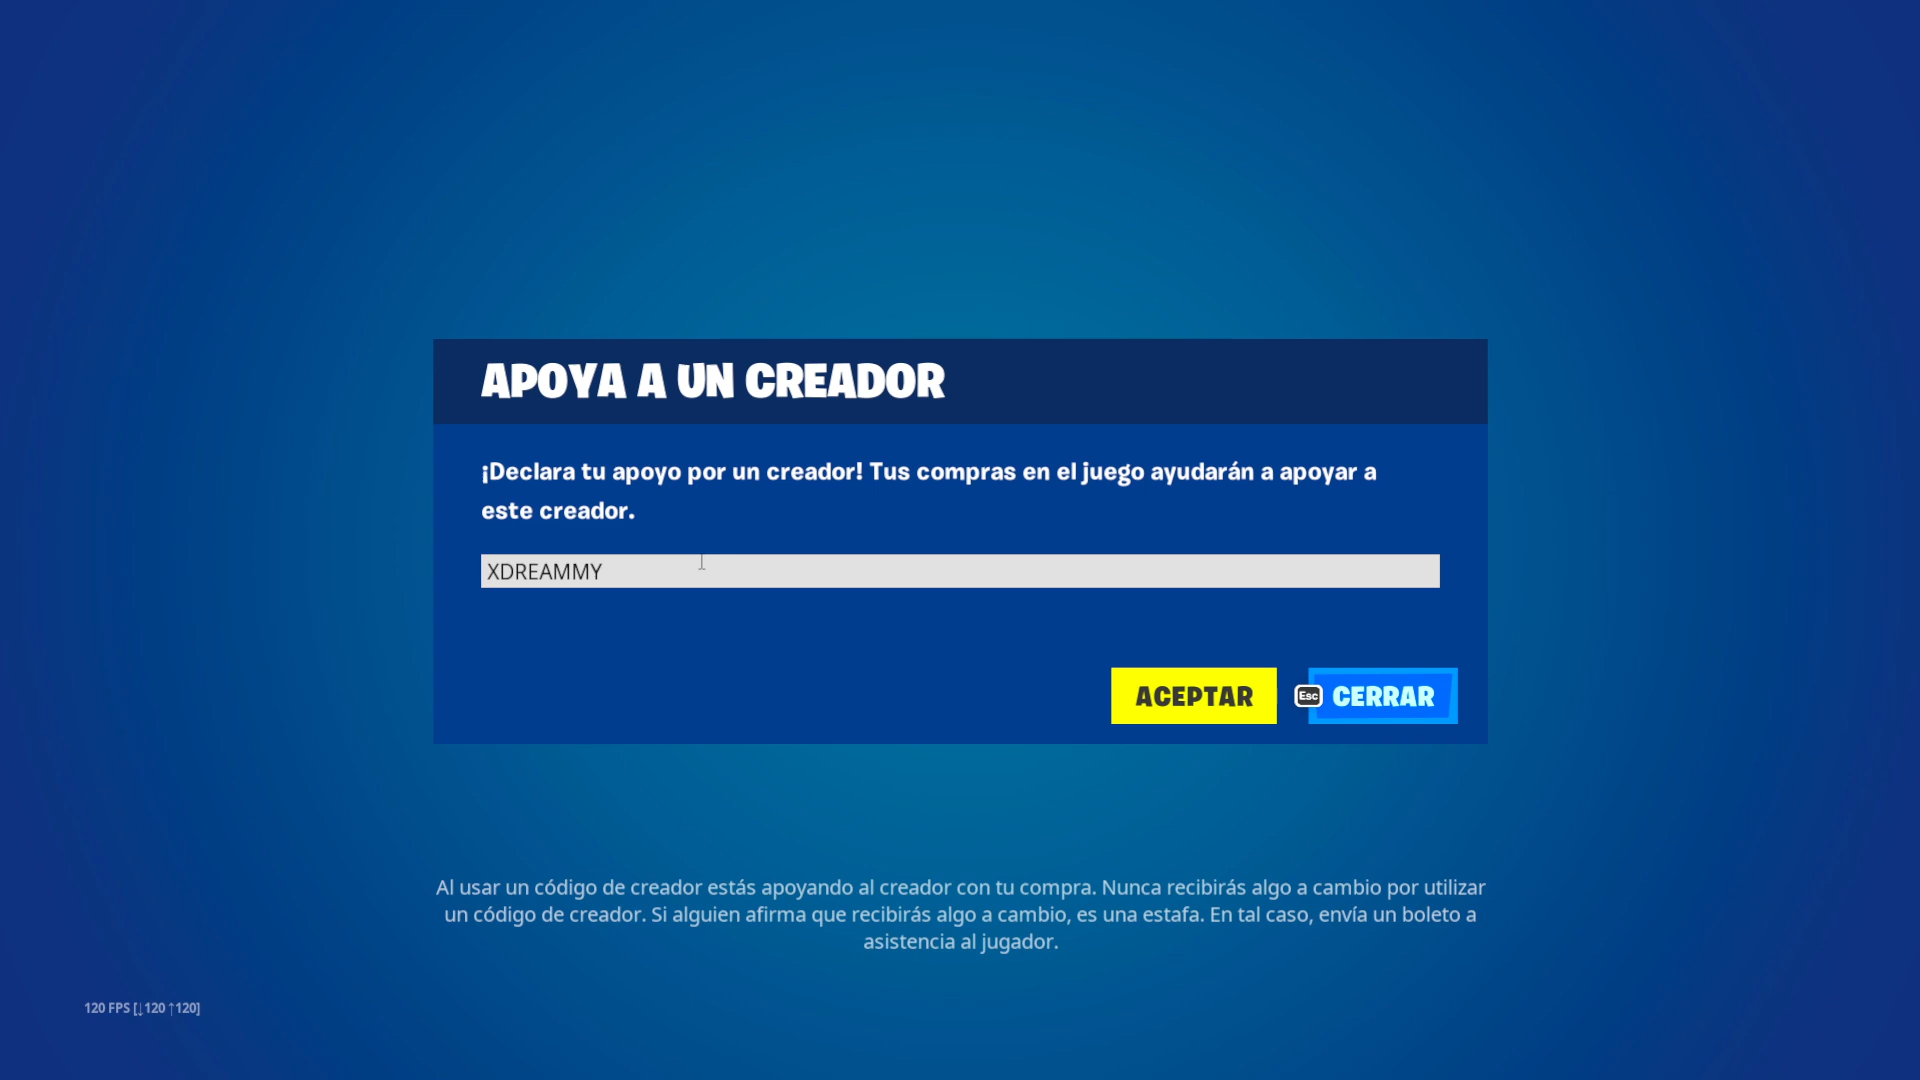 APOYA A UN CREADOR
¡Declara tu apoyo por un creador! Tus compras en el juego ayudarán a apoyar a
este creador.
XDREAMMY
ACEPTAR
Esc CERRAR
Al usar un código de creador estás apoyando al creador con tu compra. Nunca recibirás algo a cambio por utilizar
un código de creador. Si alguien afirma que recibirás algo a cambio, es una estafa. En tal caso, envía un boleto a
asistencia al jugador.
120 FPS [↓120 ↑120]